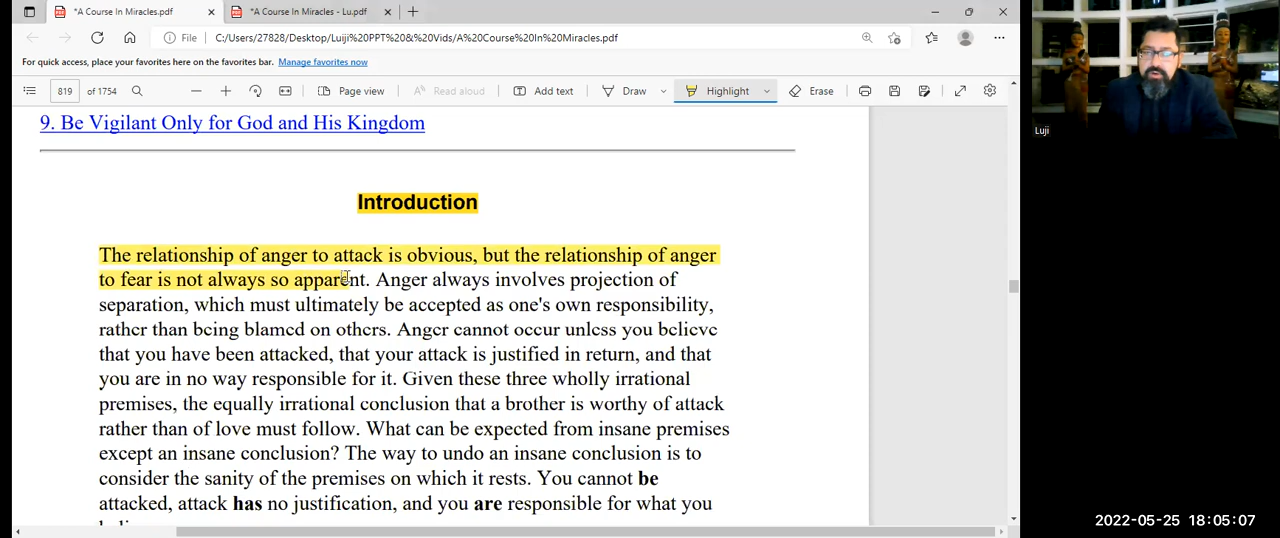 *A Course In Miracles.pdf
*A Course In Miracles - Lu.pdf
File
C:/Users/27828/Desktop/Luiji%20PPT%20&%20Vids/A%20Course%20In%20Miracles.pdf
For quick access, place your favorites here on the favorites bar. Manage favorites now
819 of 1754
Page view
Read aloud
Add text
Draw
Highlight
Erase
9. Be Vigilant Only for God and His Kingdom
Introduction
The relationship of anger to attack is obvious, but the relationship of anger
to fear is not always so apparent. Anger always involves projection of
separation, which must ultimately be accepted as one's own responsibility,
rather than being blamed on others. Anger cannot occur unless you believe
that you have been attacked, that your attack is justified in return, and that
you are in no way responsible for it. Given these three wholly irrational
premises, the equally irrational conclusion that a brother is worthy of attack
rather than of love must follow. What can be expected from insane premises
except an insane conclusion? The way to undo an insane conclusion is to
consider the sanity of the premises on which it rests. You cannot be
attacked, attack has no justification, and you are responsible for what you
Luji
2022-05-25 18:05:07